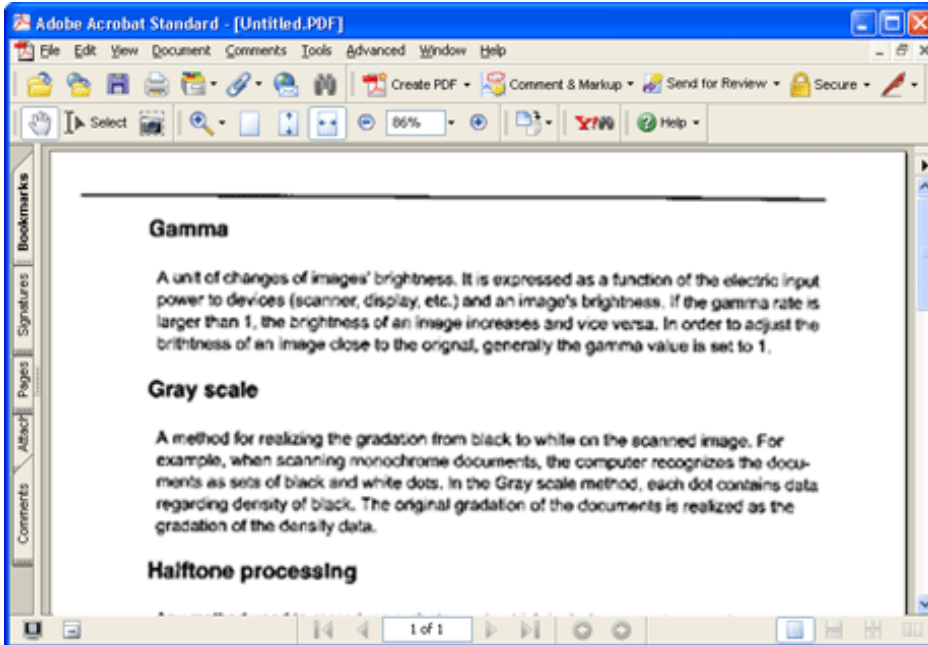 Adobe Acrobat Standard - [Untitled.PDF]
File Edit View Document Comments Tools Advanced Window Help
Create PDF Comment & Markup Send for Review Secure
Select 86% Y! Help
Bookmarks
Signatures
Pages
Attach
Comments
Gamma
A unit of changes of images' brightness. It is expressed as a function of the electric input
power to devices (scanner, display, etc.) and an image's brightness. If the gamma rate is
larger than 1, the brightness of an image increases and vice versa. In order to adjust the
brithtness of an image close to the orignal, generally the gamma value is set to 1.
Gray scale
A method for realizing the gradation from black to white on the scanned image. For
example, when scanning monochrome documents, the computer recognizes the docu-
ments as sets of black and white dots. In the Gray scale method, each dot contains data
regarding density of black. The original gradation of the documents is realized as the
gradation of the density data.
Halftone processing
1 of 1